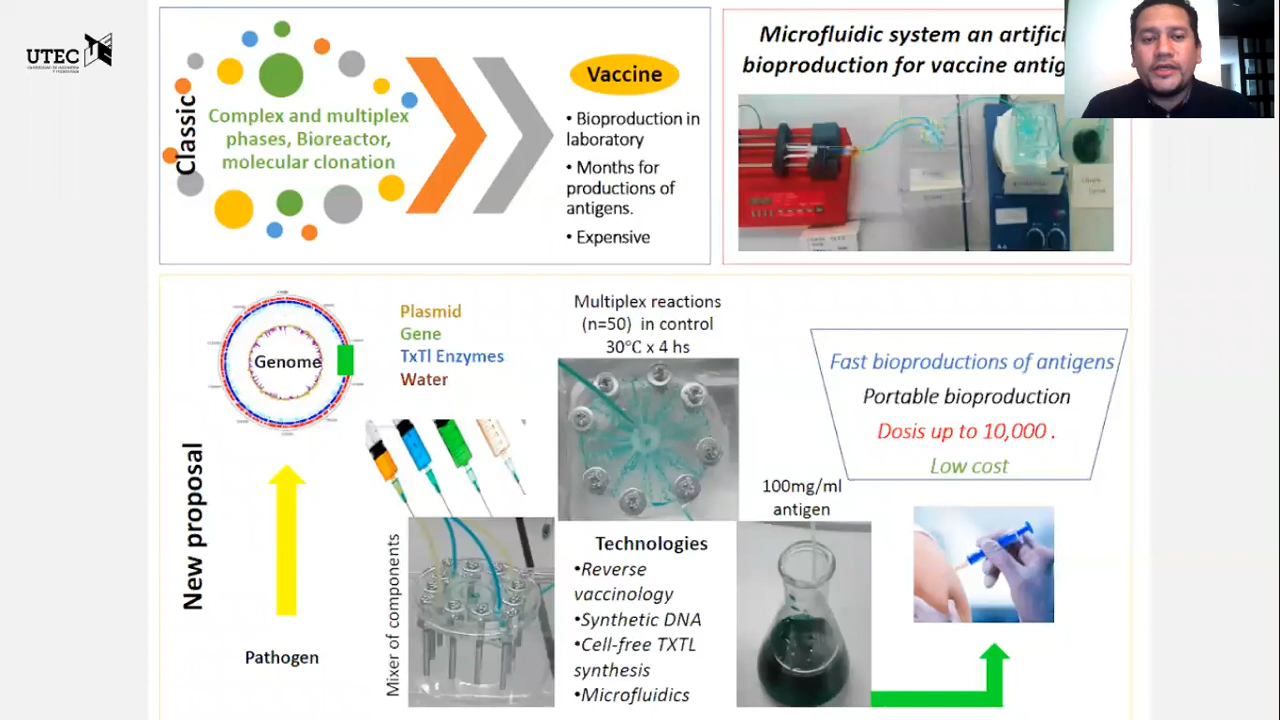 UTEC
Classic
Complex and multiple
phases, Bioreactor,
molecular clonation
Vaccine
• Bioproduction in
laboratory
• Months for
productions of
antigens.
• Expensive
Microfluidic system an artifici
bioproduction for vaccine antig
New proposal
Genome
Pathogen
Plasmid
Gene
TxTl Enzymes
Water
Mixer of components
Multiplex reactions
(n=50) in control
30°C x 4 hs
Technologies
•Reverse
vaccinology
•Synthetic DNA
•Cell-free TXTL
synthesis
•Microfluidics
100mg/ml
antigen
Fast bioproductions of antigens
Portable bioproduction
Dosis up to 10,000 .
Low cost